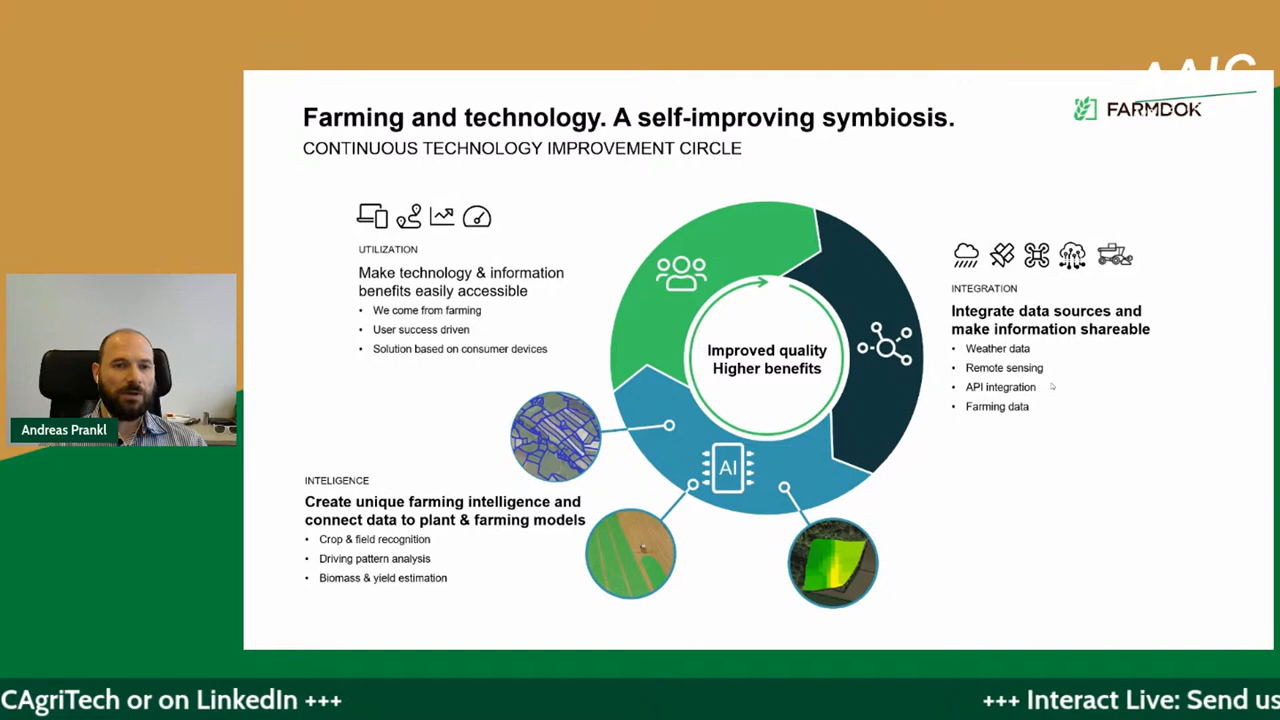 AAIC
Farming and technology. A self-improving symbiosis.
FARMDOK
CONTINUOUS TECHNOLOGY IMPROVEMENT CIRCLE
UTILIZATION
Make technology & information
benefits easily accessible
• We come from farming
• User success driven
• Solution based on consumer devices
INTEGRATION
Integrate data sources and
make information shareable
• Weather data
• Remote sensing
• API integration
• Farming data
Improved quality
Higher benefits
AI
Andreas Prankl
INTELIGENCE
Create unique farming intelligence and
connect data to plant & farming models
• Crop & field recognition
• Driving pattern analysis
• Biomass & yield estimation
CAgriTech or on LinkedIn +++
+++ Interact Live: Send us